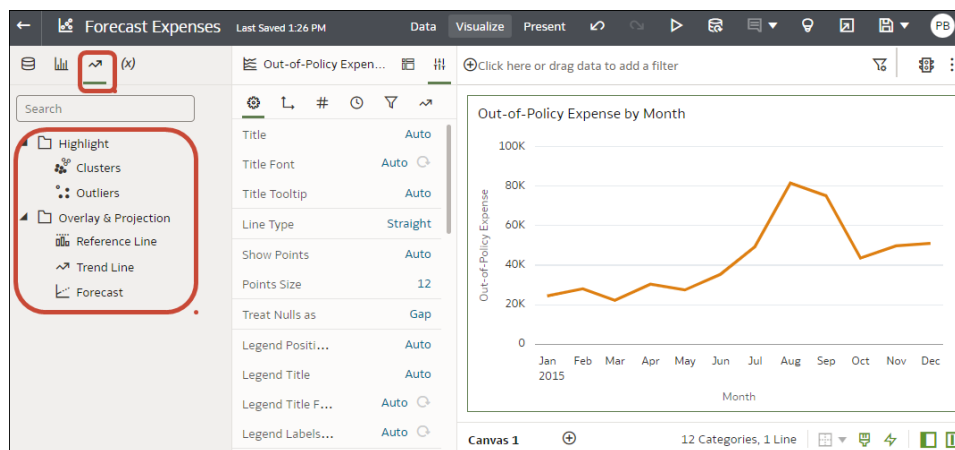 Forecast Expenses Last Saved 1:26 PM Data Visualize Present PB
(x) Out-of-Policy Expen... Click here or drag data to add a filter
Search
Highlight
Clusters
Outliers
Overlay & Projection
Reference Line
Trend Line
Forecast
#
Title Auto
Title Font Auto
Title Tooltip Auto
Line Type Straight
Show Points Auto
Points Size 12
Treat Nulls as Gap
Legend Positi... Auto
Legend Title Auto
Legend Title F... Auto
Legend Labels... Auto
Out-of-Policy Expense by Month
Out-of-Policy Expense
100K
80K
60K
40K
20K
0
Jan Feb Mar Apr May Jun Jul Aug Sep Oct Nov Dec
2015
Month
Canvas 1 12 Categories, 1 Line